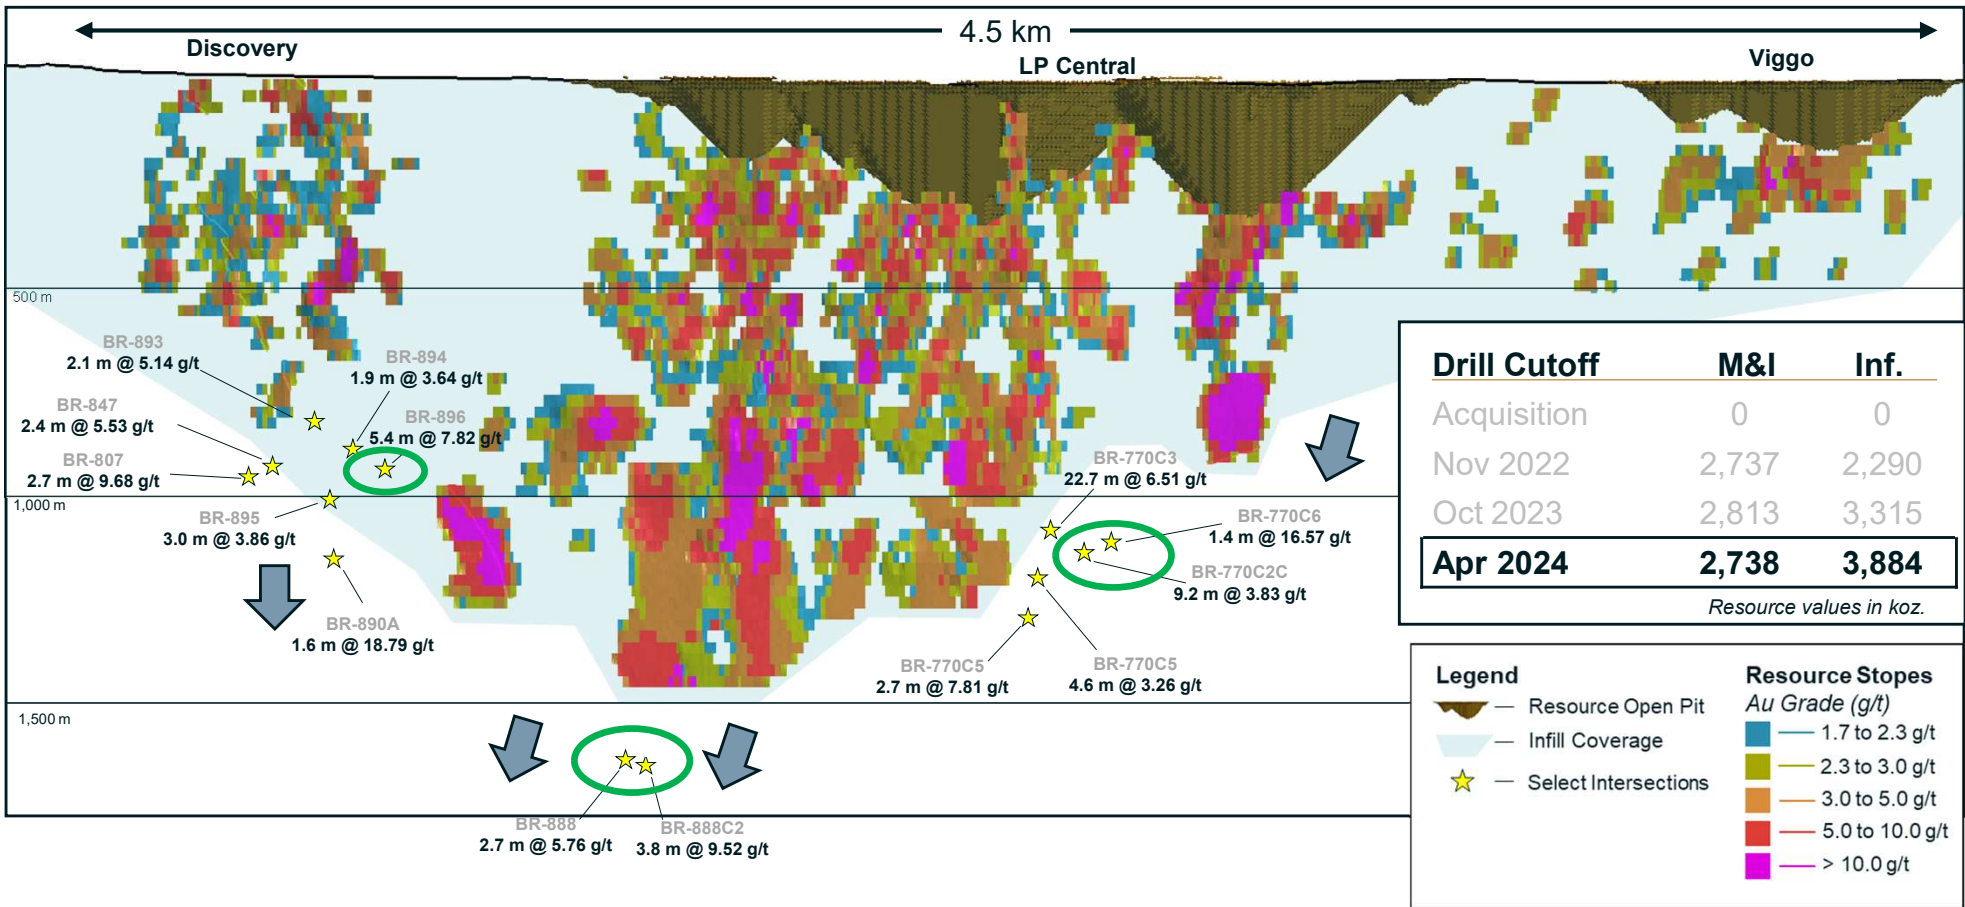 4.5 km
Discovery
LP Central
Viggo
500 m
BR-893
2.1 m @ 5.14 g/t
BR-894
1.9 m @ 3.64 g/t
BR-847
2.4 m @ 5.53 g/t
BR-896
5.4 m @ 7.82 g/t
BR-807
2.7 m @ 9.68 g/t
1,000 m
BR-895
3.0 m @ 3.86 g/t
BR-890A
1.6 m @ 18.79 g/t
BR-770C3
22.7 m @ 6.51 g/t
BR-770C6
1.4 m @ 16.57 g/t
BR-770C2C
9.2 m @ 3.83 g/t
BR-770C5
2.7 m @ 7.81 g/t
BR-770C5
4.6 m @ 3.26 g/t
1,500 m
BR-888
2.7 m @ 5.76 g/t
BR-888C2
3.8 m @ 9.52 g/t
Drill Cutoff M&I Inf.
Acquisition 0 0
Nov 2022 2,737 2,290
Oct 2023 2,813 3,315
Apr 2024 2,738 3,884
Resource values in koz.
Legend
Resource Open Pit
Infill Coverage
Select Intersections
Resource Stopes
Au Grade (g/t)
1.7 to 2.3 g/t
2.3 to 3.0 g/t
3.0 to 5.0 g/t
5.0 to 10.0 g/t
> 10.0 g/t